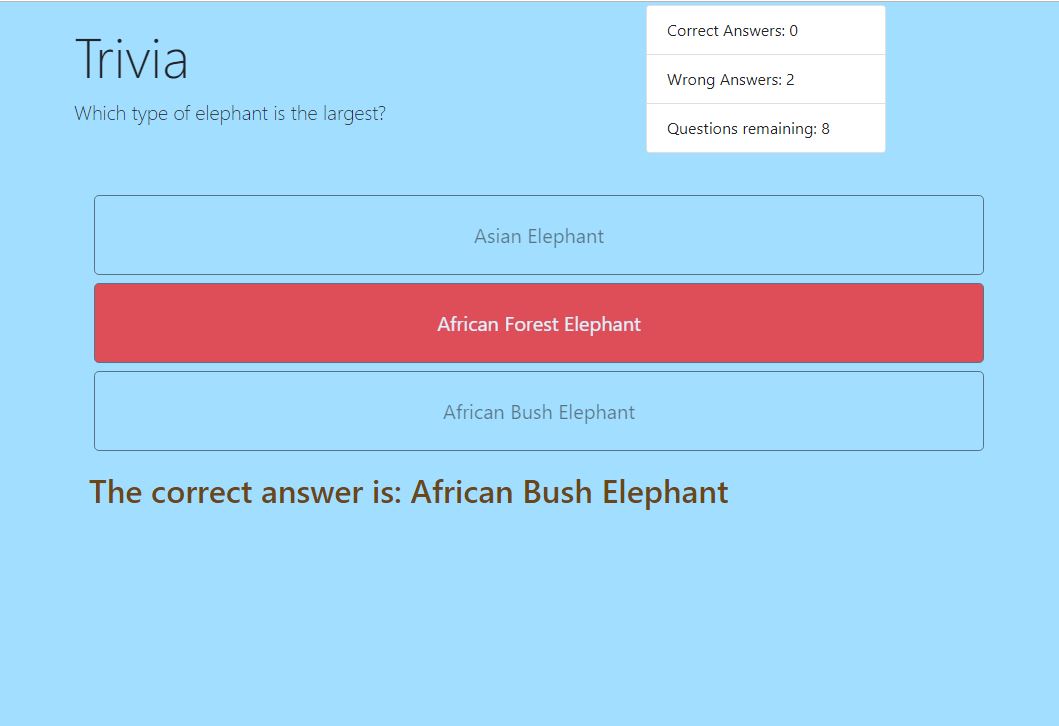 Trivia
Which type of elephant is the largest?
Correct Answers: 0
Wrong Answers: 2
Questions remaining: 8
Asian Elephant
African Forest Elephant
African Bush Elephant
The correct answer is: African Bush Elephant